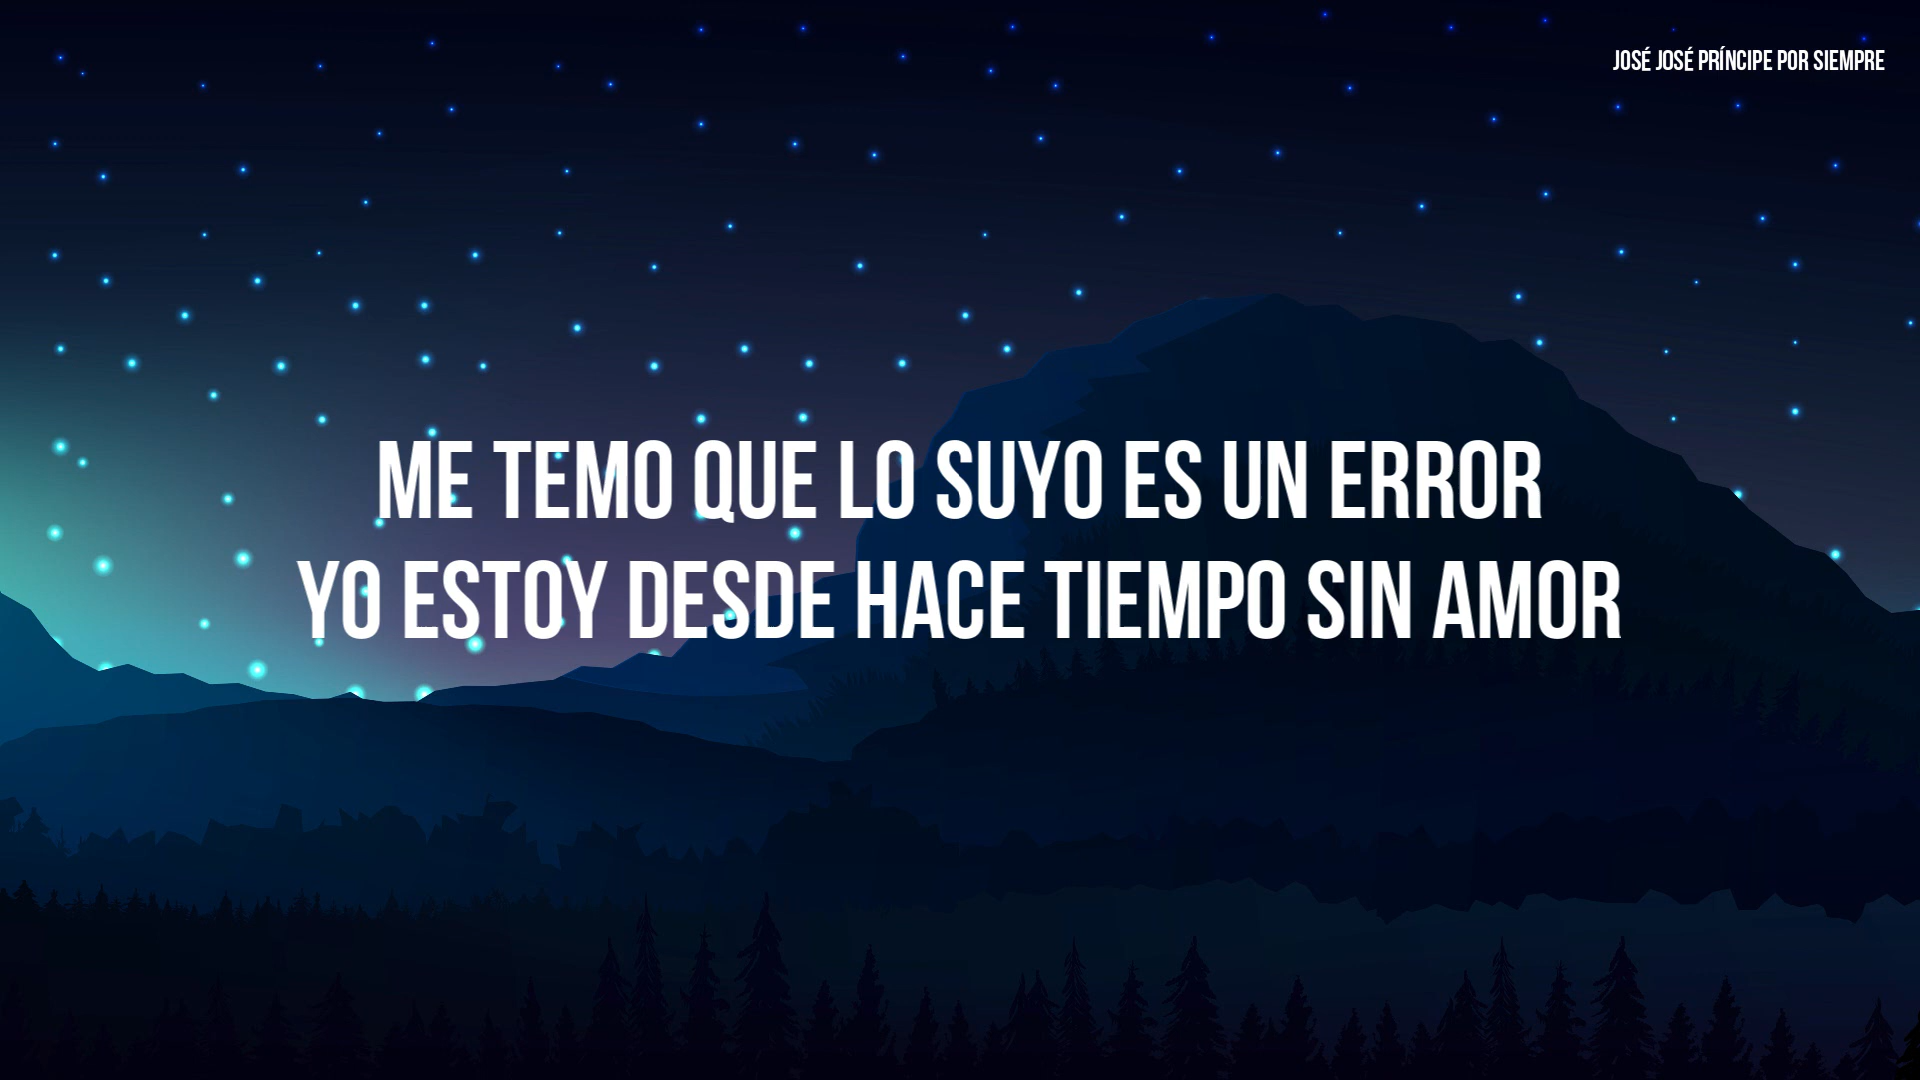 JOSÉ JOSÉ PRÍNCIPE POR SIEMPRE
ME TEMO QUE LO SUYO ES UN ERROR
YO ESTOY DESDE HACE TIEMPO SIN AMOR